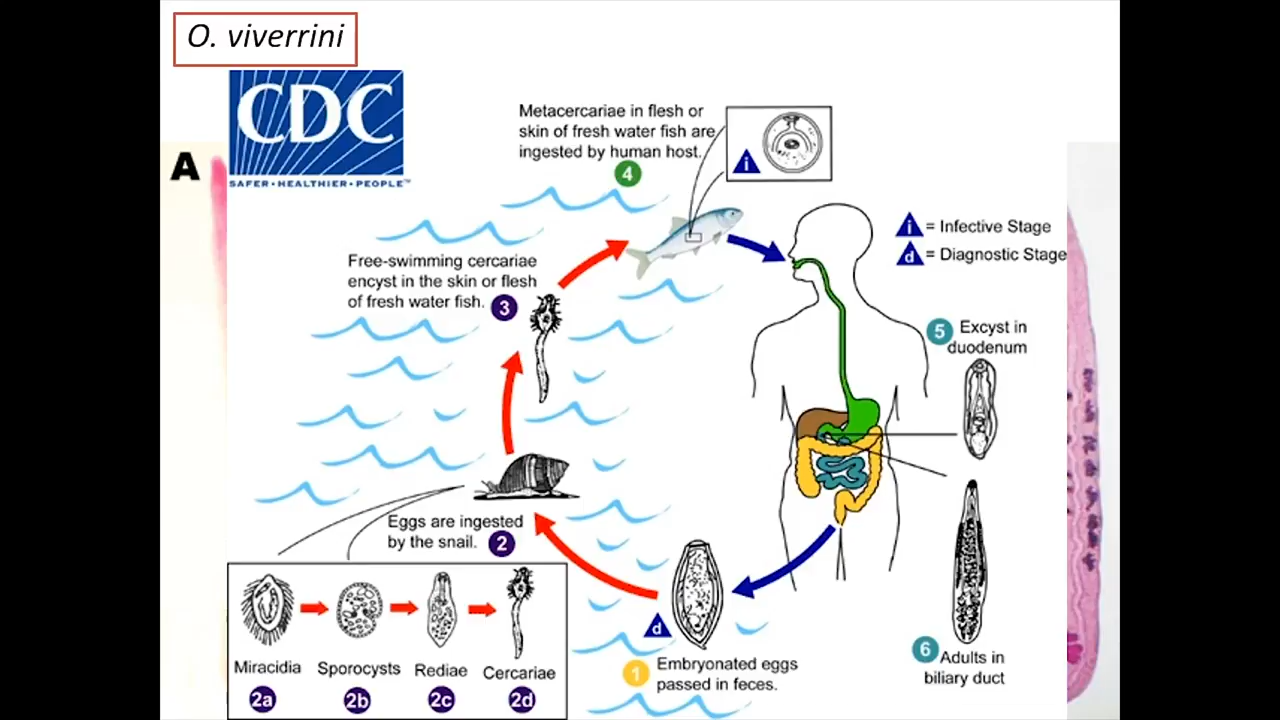 O. viverrini
CDC
SAFER•HEALTHIER•PEOPLE™
A
Metacercariae in flesh or
skin of fresh water fish are
ingested by human host.
4
i
i = Infective Stage
d = Diagnostic Stage
Free-swimming cercariae
encyst in the skin or flesh
of fresh water fish. 3
5 Excyst in
duodenum
Eggs are ingested
by the snail. 2
d
1 Embryonated eggs
passed in feces.
6 Adults in
biliary duct
Miracidia Sporocysts Rediae Cercariae
2a 2b 2c 2d